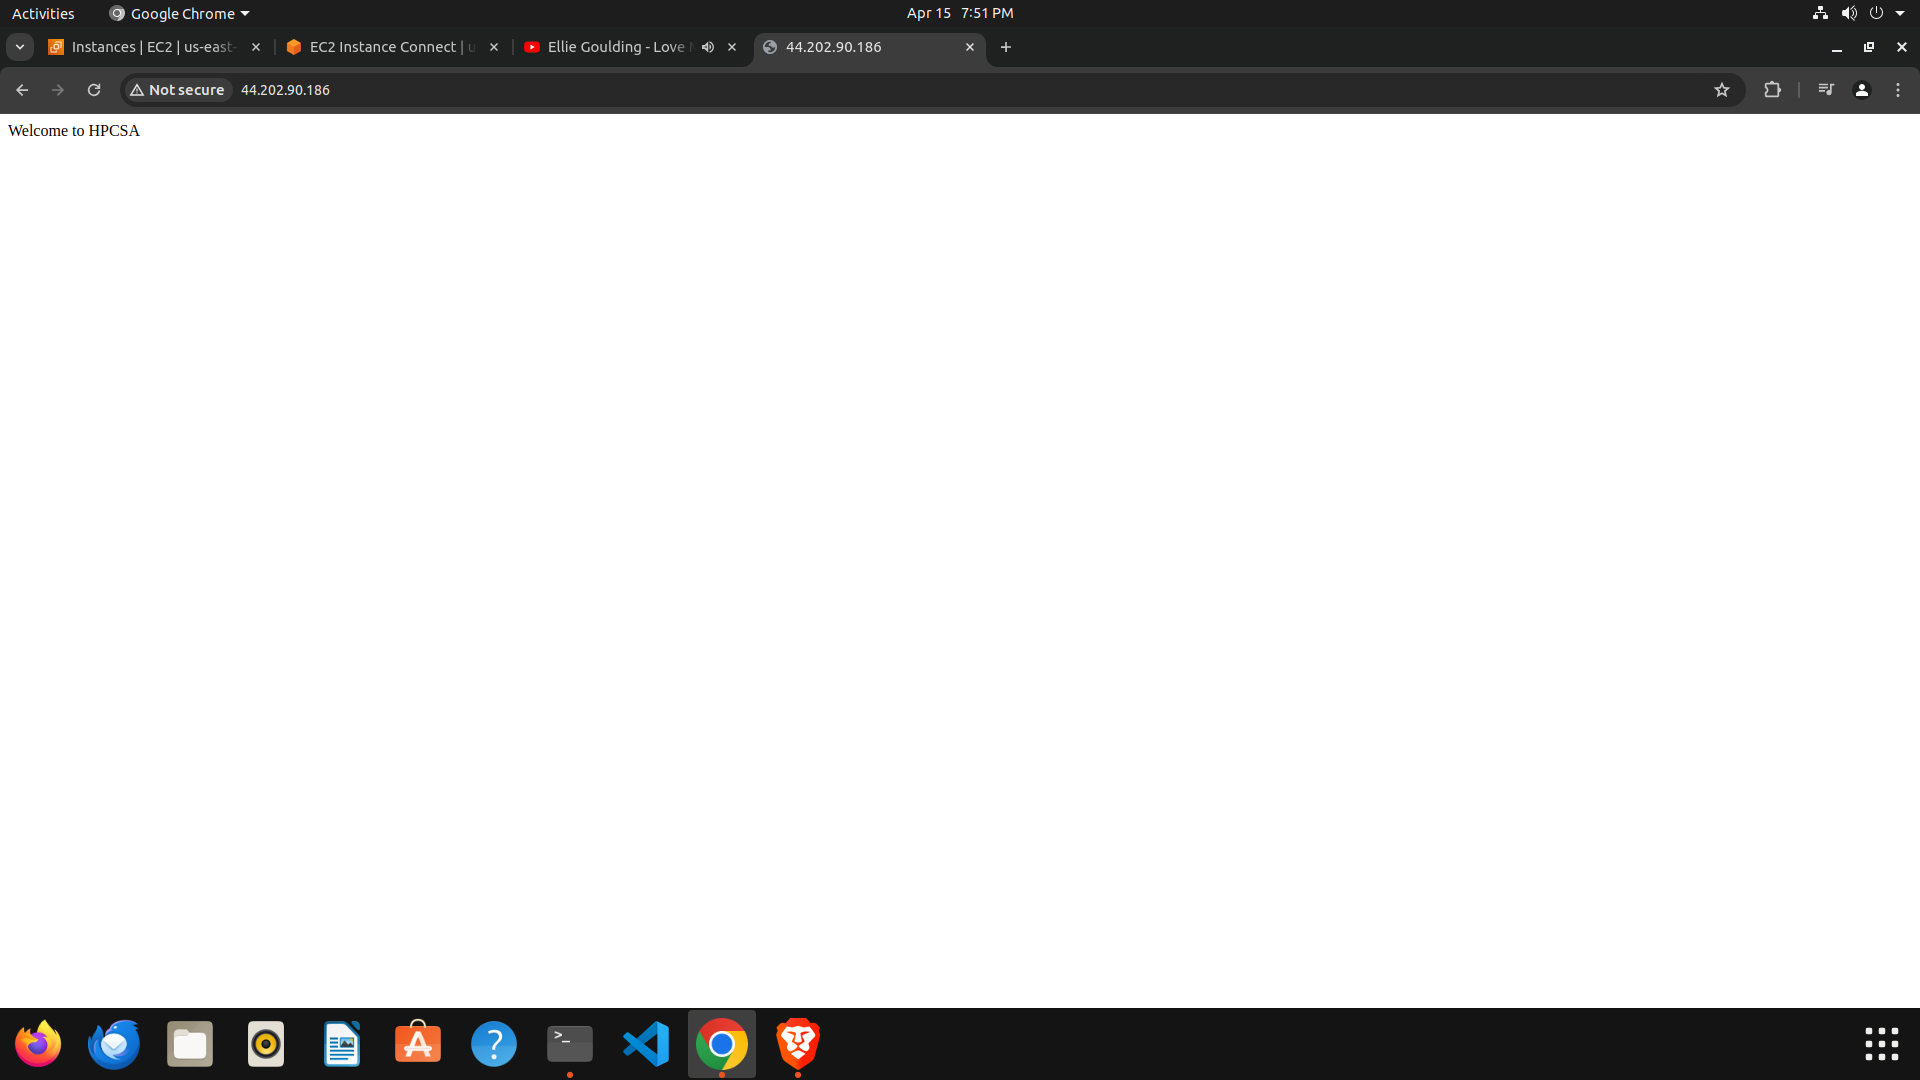 Activities
Google Chrome
Apr 15 7:51 PM
Instances | EC2 | us-east-
EC2 Instance Connect | u
Ellie Goulding - Love M
44.202.90.186
Not secure
44.202.90.186
Welcome to HPCSA